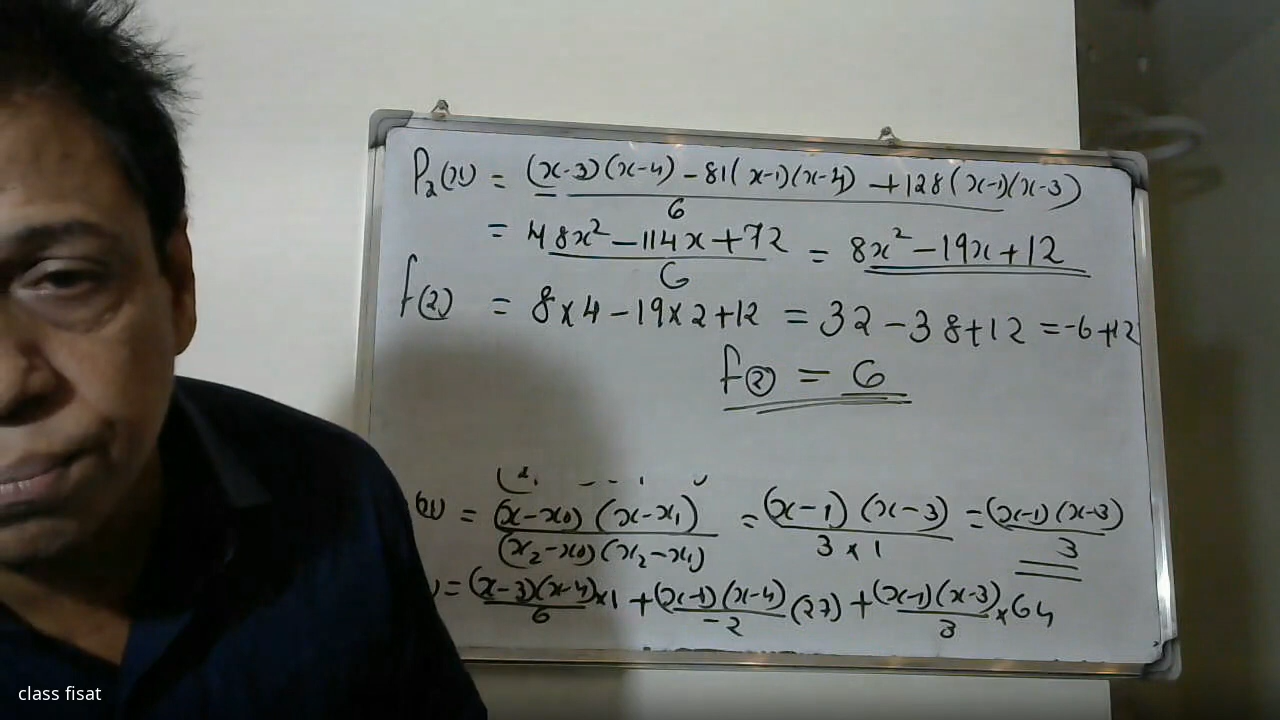 P₂(x) = (x-3)(x-4) - 81(x-1)(x-4) + 128(x-1)(x-3) / 6
= 48x² - 114x + 72 / 6 = 8x² - 19x + 12
f(2) = 8×4 - 19×2 + 12 = 32 - 38 + 12 = -6 + 12
f(2) = 6
(x) = (x-x₀)(x-x₁) / (x₂-x₀)(x₂-x₁) = (x-1)(x-3) / 3×1 = (x-1)(x-3) / 3
) = (x-3)(x-4) / 6 ×1 + (x-1)(x-4) / -2 (27) + (x-1)(x-3) / 3 × 64
class fisat